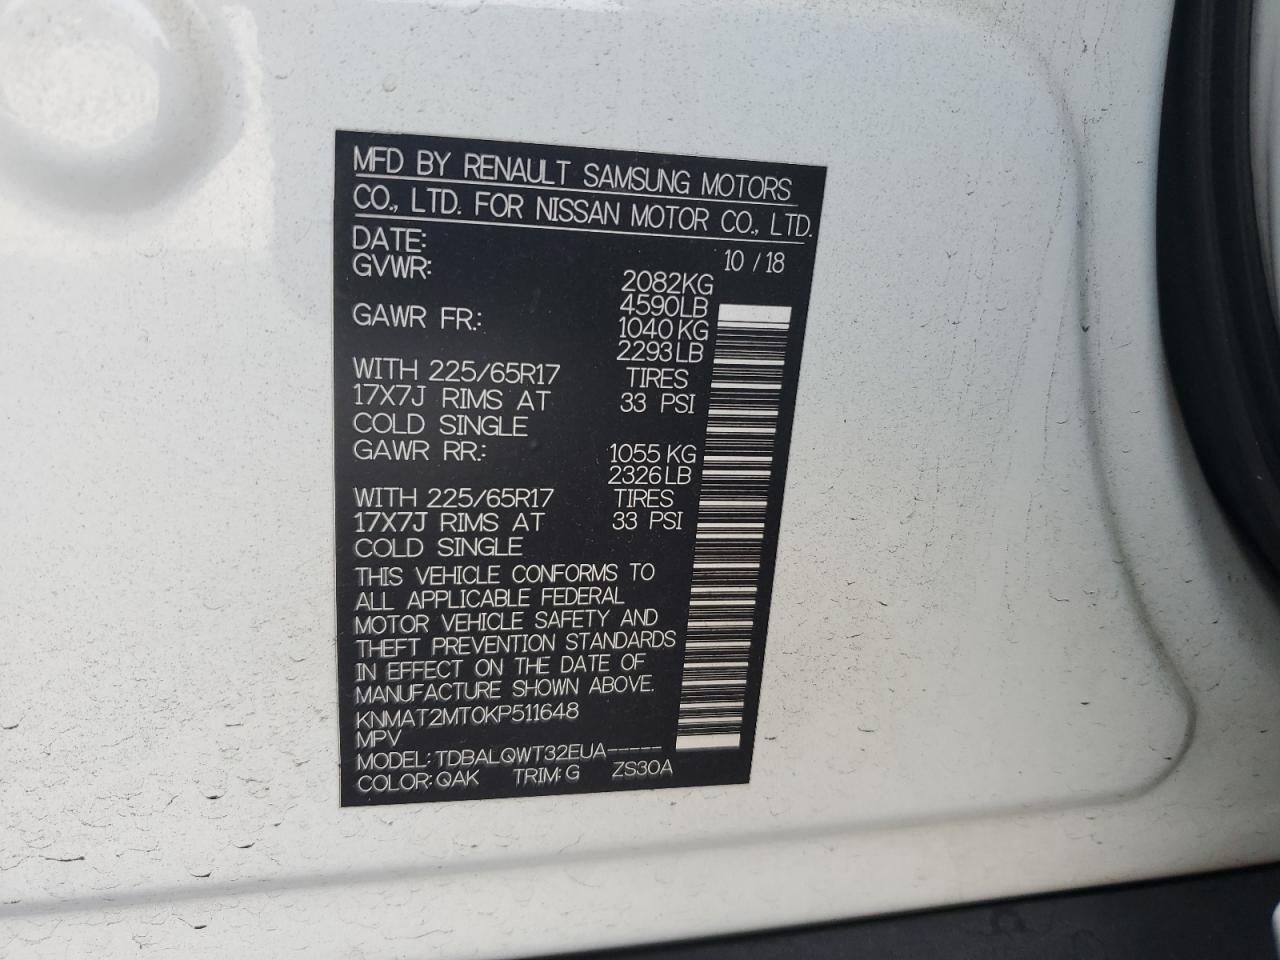 MFD BY RENAULT SAMSUNG MOTORS
CO., LTD. FOR NISSAN MOTOR CO., LTD.
DATE: 10 / 18
GVWR: 2082KG
4590LB
GAWR FR.: 1040KG
2293LB
WITH 225/65R17 TIRES
17X7J RIMS AT 33 PSI
COLD SINGLE
GAWR RR.: 1055KG
2326LB
WITH 225/65R17 TIRES
17X7J RIMS AT 33 PSI
COLD SINGLE
THIS VEHICLE CONFORMS TO
ALL APPLICABLE FEDERAL
MOTOR VEHICLE SAFETY AND
THEFT PREVENTION STANDARDS
IN EFFECT ON THE DATE OF
MANUFACTURE SHOWN ABOVE.
KNMAT2MT0KP511648
MPV
MODEL: TDBALQWT32EUA-----
COLOR: QAK TRIM: G ZS30A